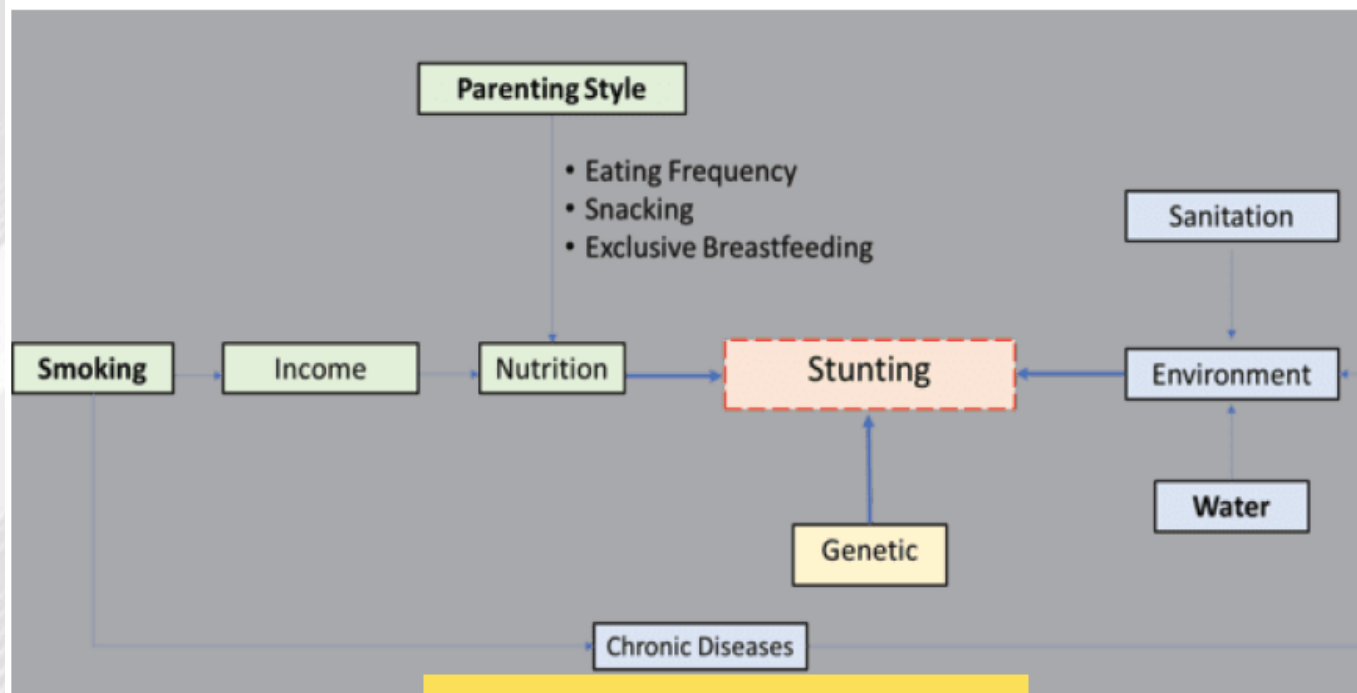 Parenting Style
• Eating Frequency
• Snacking
• Exclusive Breastfeeding
Sanitation
Smoking
Income
Nutrition
Stunting
Environment
Water
Genetic
Chronic Diseases